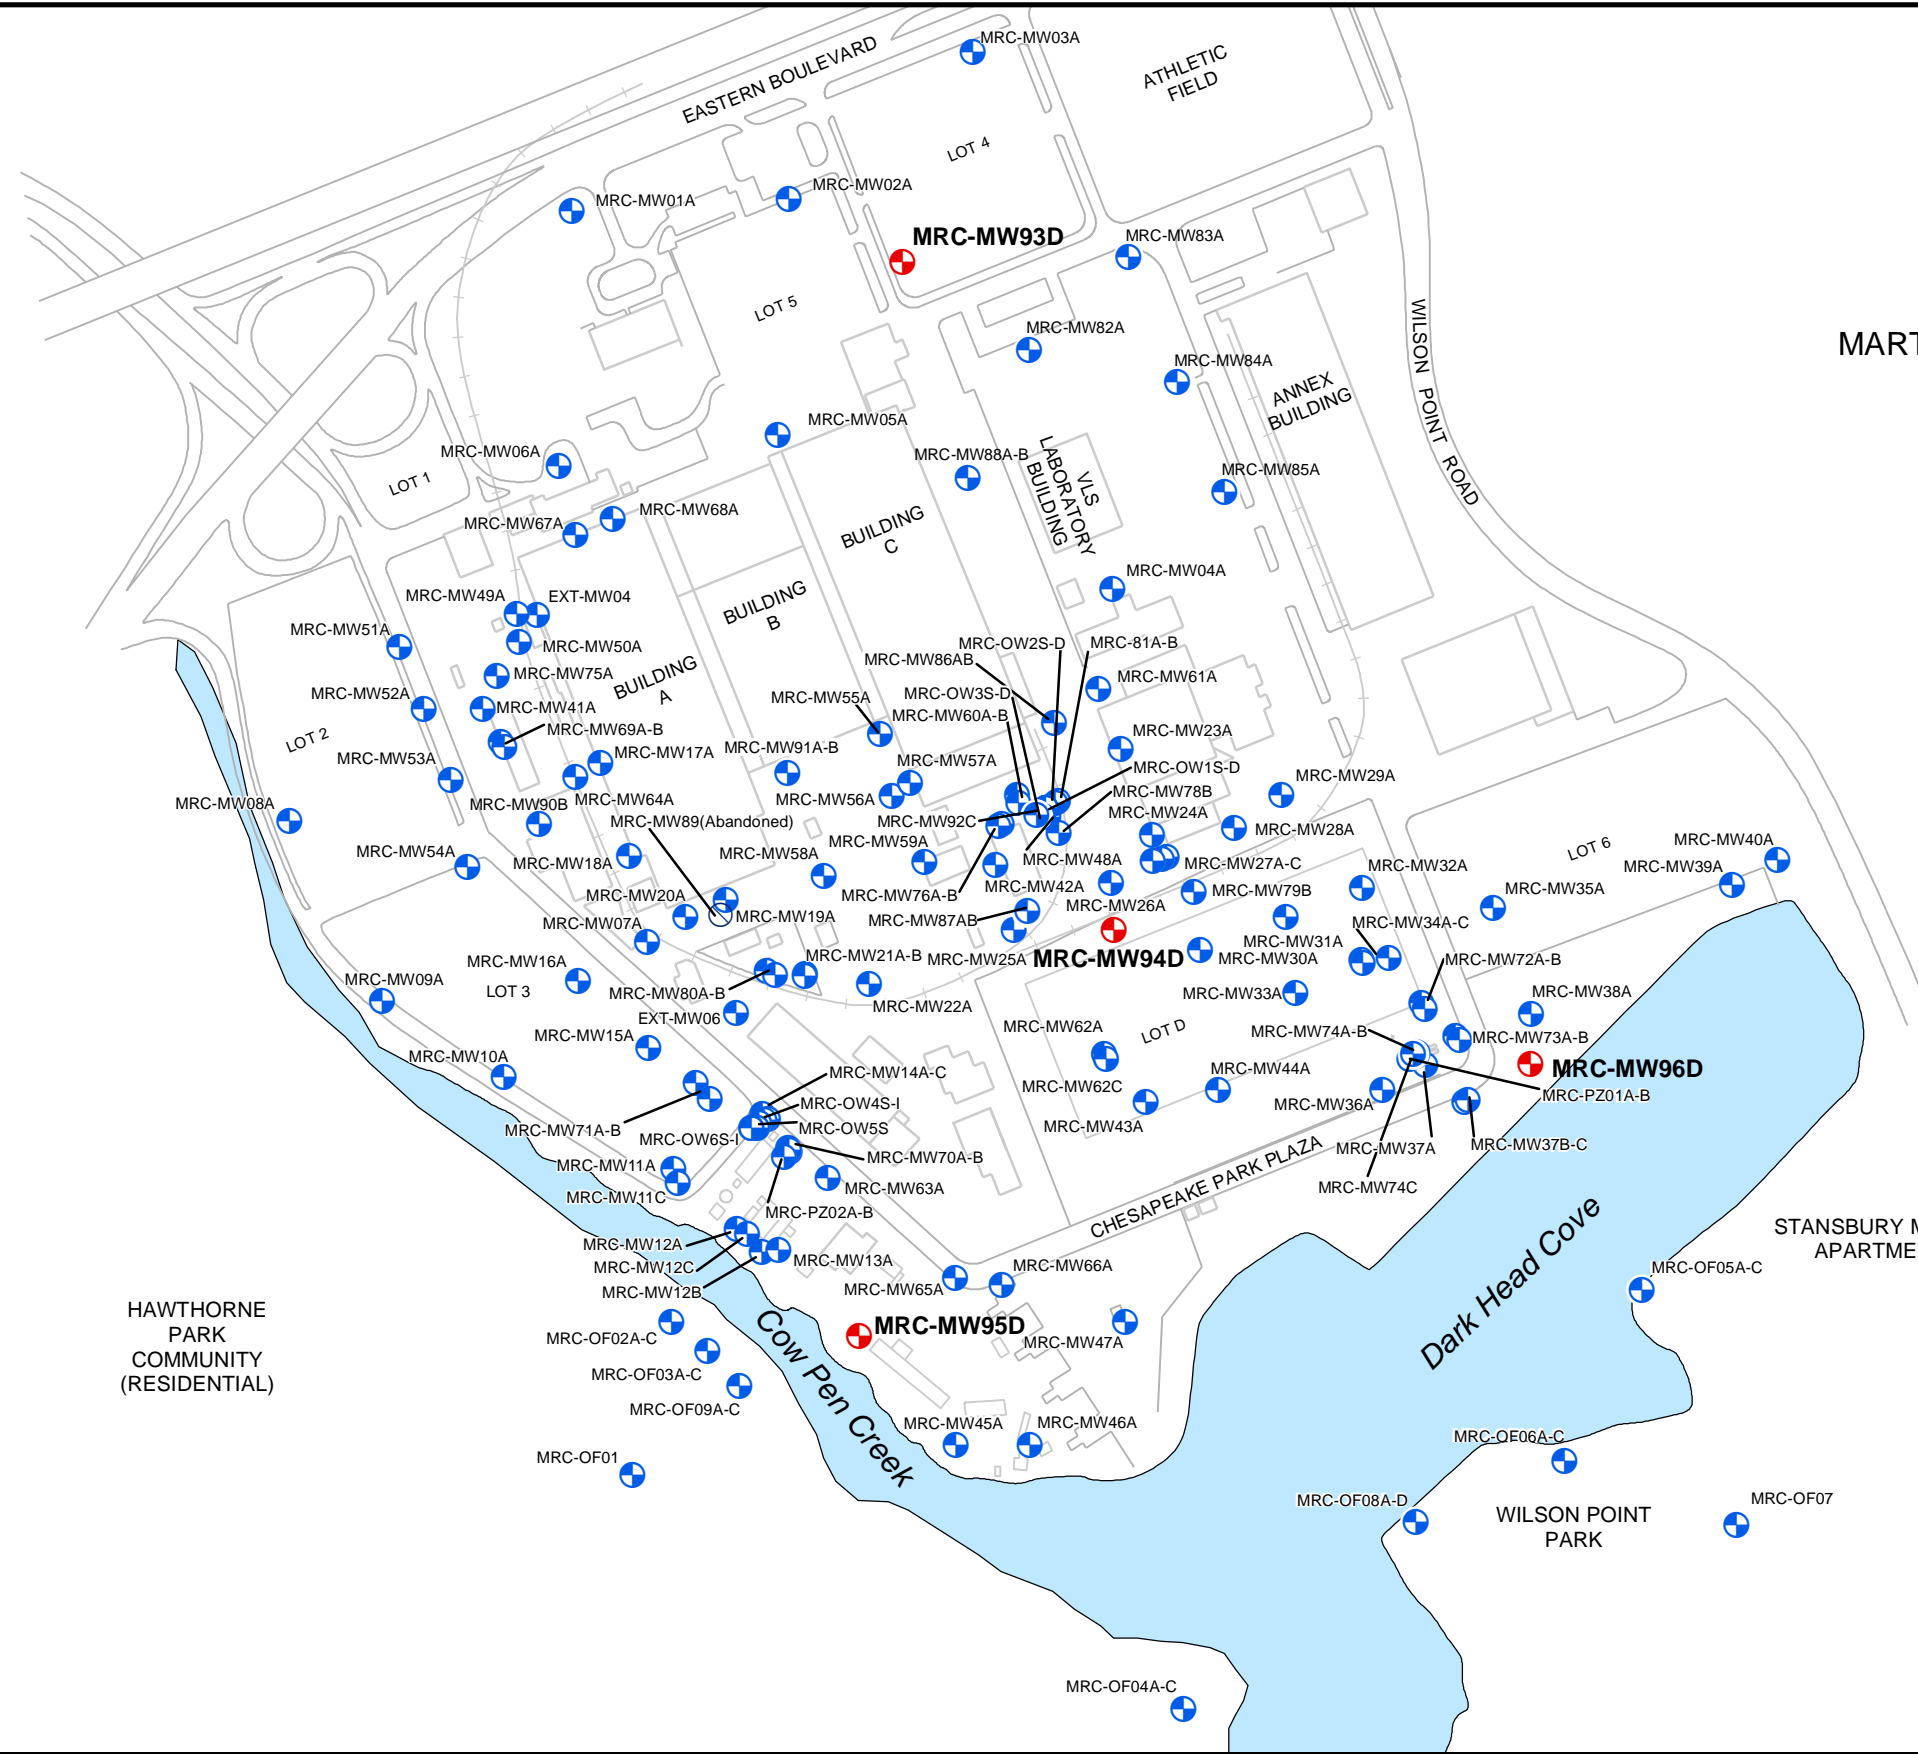 MRC-MW03A
EASTERN BOULEVARD
ATHLETIC
FIELD
LOT 4
MRC-MW02A
MRC-MW01A
MRC-MW93D
MRC-MW83A
LOT 5
WILSON POINT ROAD
MRC-MW82A
MART
MRC-MW84A
ANNEX
BUILDING
MRC-MW05A
MRC-MW06A
MRC-MW88A-B
VLS
LABORATORY
BUILDING
MRC-MW85A
LOT 1
MRC-MW68A
MRC-MW67A
BUILDING
C
MRC-MW04A
MRC-MW49A
EXT-MW04
BUILDING
B
MRC-MW51A
MRC-MW50A
MRC-OW2S-D
MRC-81A-B
MRC-MW86AB
MRC-MW75A
BUILDING
A
MRC-MW61A
MRC-MW52A
MRC-MW55A
MRC-OW3S-D
MRC-MW41A
MRC-MW60A-B
MRC-MW69A-B
MRC-MW23A
LOT 2
MRC-MW17A
MRC-MW91A-B
MRC-MW53A
MRC-MW57A
MRC-OW1S-D
MRC-MW29A
MRC-MW78B
MRC-MW08A
MRC-MW90B
MRC-MW64A
MRC-MW56A
MRC-MW24A
MRC-MW89(Abandoned)
MRC-MW92C
MRC-MW28A
MRC-MW59A
MRC-MW40A
MRC-MW54A
MRC-MW18A
MRC-MW58A
MRC-MW48A
MRC-MW27A-C
MRC-MW32A
LOT 6
MRC-MW39A
MRC-MW20A
MRC-MW76A-B
MRC-MW42A
MRC-MW79B
MRC-MW35A
MRC-MW26A
MRC-MW07A
MRC-MW19A
MRC-MW87AB
MRC-MW34A-C
MRC-MW31A
MRC-MW21A-B
MRC-MW25A
MRC-MW94D
MRC-MW30A
MRC-MW72A-B
MRC-MW16A
MRC-MW09A
LOT 3
MRC-MW80A-B
MRC-MW33A
MRC-MW38A
MRC-MW22A
EXT-MW06
MRC-MW62A
LOT D
MRC-MW74A-B
MRC-MW15A
MRC-MW73A-B
MRC-MW10A
MRC-MW14A-C
MRC-MW44A
MRC-MW96D
MRC-MW62C
MRC-PZ01A-B
MRC-OW4S-I
MRC-MW36A
MRC-MW71A-B
MRC-OW5S
MRC-MW43A
MRC-OW6S-I
MRC-MW37A
MRC-MW37B-C
MRC-MW70A-B
MRC-MW11A
MRC-MW63A
MRC-MW74C
MRC-MW11C
CHESAPEAKE PARK PLAZA
MRC-PZ02A-B
STANSBURY M
APARTME
MRC-MW12A
MRC-MW13A
MRC-MW12C
MRC-MW66A
MRC-MW65A
MRC-OF05A-C
MRC-MW12B
Dark Head Cove
HAWTHORNE
PARK
COMMUNITY
(RESIDENTIAL)
MRC-MW95D
MRC-OF02A-C
MRC-MW47A
MRC-OF03A-C
Cow Pen Creek
MRC-OF09A-C
MRC-MW45A
MRC-MW46A
MRC-OF06A-C
MRC-OF01
MRC-OF08A-D
MRC-OF07
WILSON POINT
PARK
MRC-OF04A-C